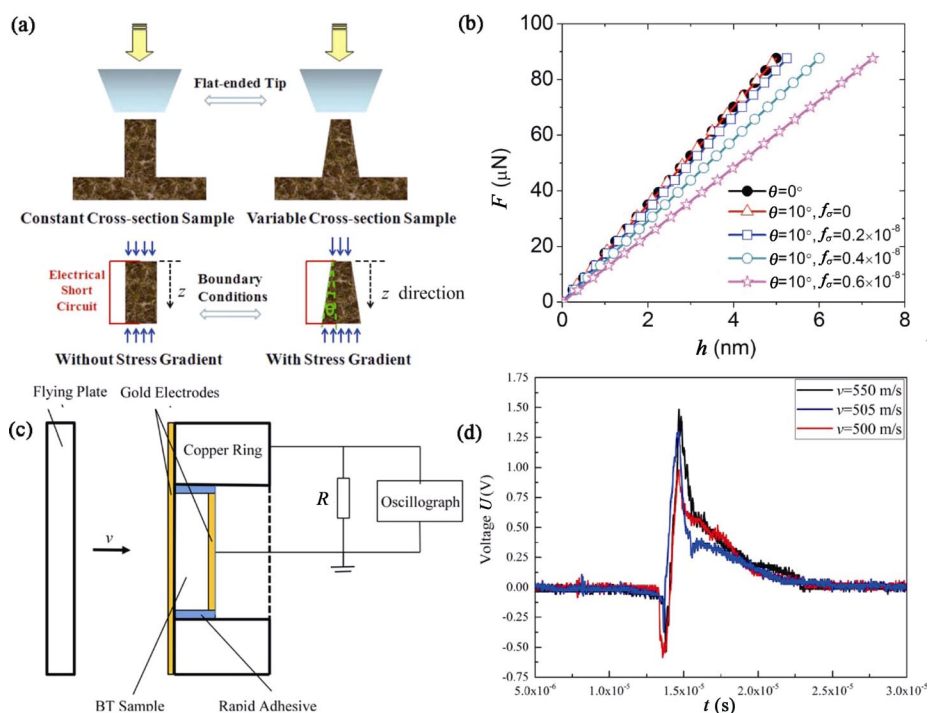 (a)
Flat-ended Tip
Constant Cross-section Sample
Variable Cross-section Sample
Electrical
Short
Circuit
z
Boundary
Conditions
z direction
Without Stress Gradient
With Stress Gradient
(b)
F (μN)
100
80
60
40
20
0
0
2
4
6
8
h (nm)
θ=0°
θ=10°, fσ=0
θ=10°, fσ=0.2×10⁻⁸
θ=10°, fσ=0.4×10⁻⁸
θ=10°, fσ=0.6×10⁻⁸
(c)
Flying Plate
Gold Electrodes
Copper Ring
R
Oscillograph
v
BT Sample
Rapid Adhesive
(d)
Voltage U(V)
1.75
1.50
1.25
1.00
0.75
0.50
0.25
0.00
-0.25
-0.50
-0.75
v=550 m/s
v=505 m/s
v=500 m/s
5.0x10⁻⁶
1.0x10⁻⁵
1.5x10⁻⁵
2.0x10⁻⁵
2.5x10⁻⁵
3.0x10⁻⁵
t (s)